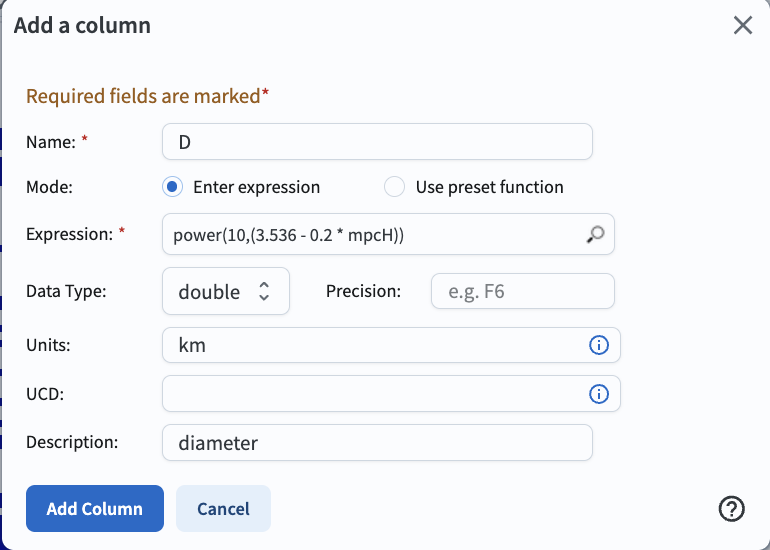 Add a column
Required fields are marked*
Name: * D
Mode: Enter expression Use preset function
Expression: * power(10,(3.536 - 0.2 * mpcH))
Data Type: double Precision: e.g. F6
Units: km
UCD:
Description: diameter
Add Column Cancel